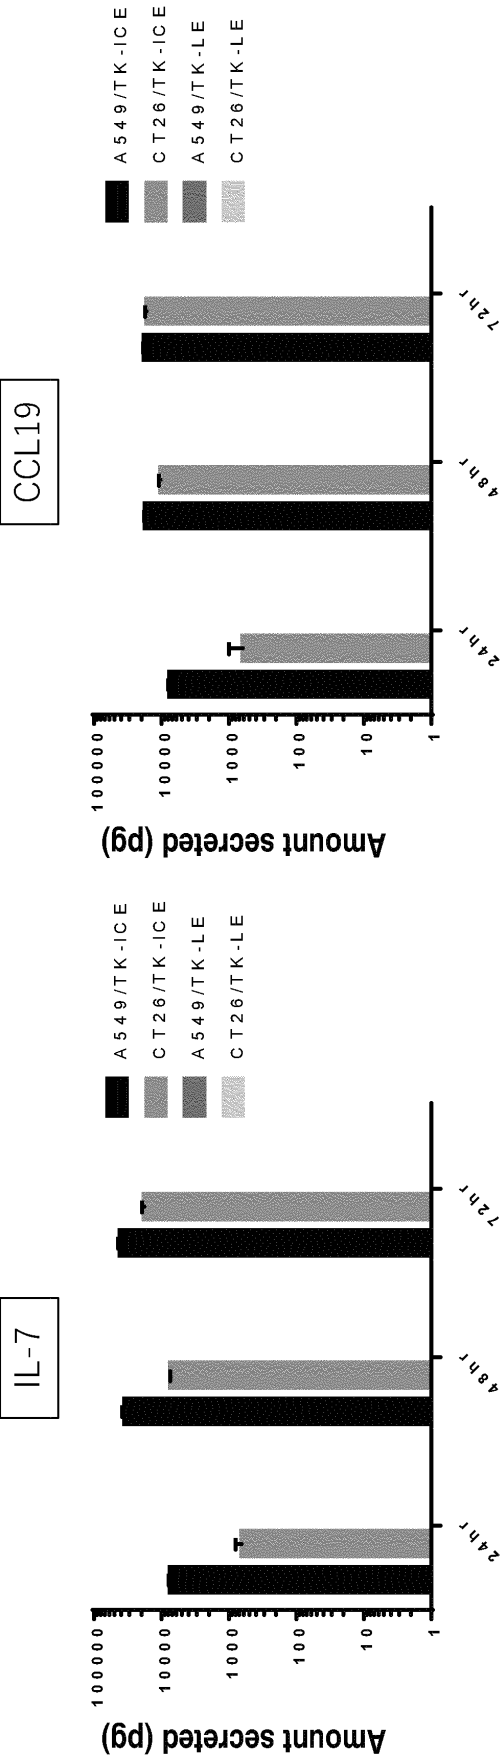 IL-7
Amount secreted (pg)
100000
10000
1000
100
10
1
24hr
48hr
72hr
A549/TK-ICE
CT26/TK-ICE
A549/TK-LE
CT26/TK-LE
CCL19
Amount secreted (pg)
100000
10000
1000
100
10
1
24hr
48hr
72hr
A549/TK-ICE
CT26/TK-ICE
A549/TK-LE
CT26/TK-LE